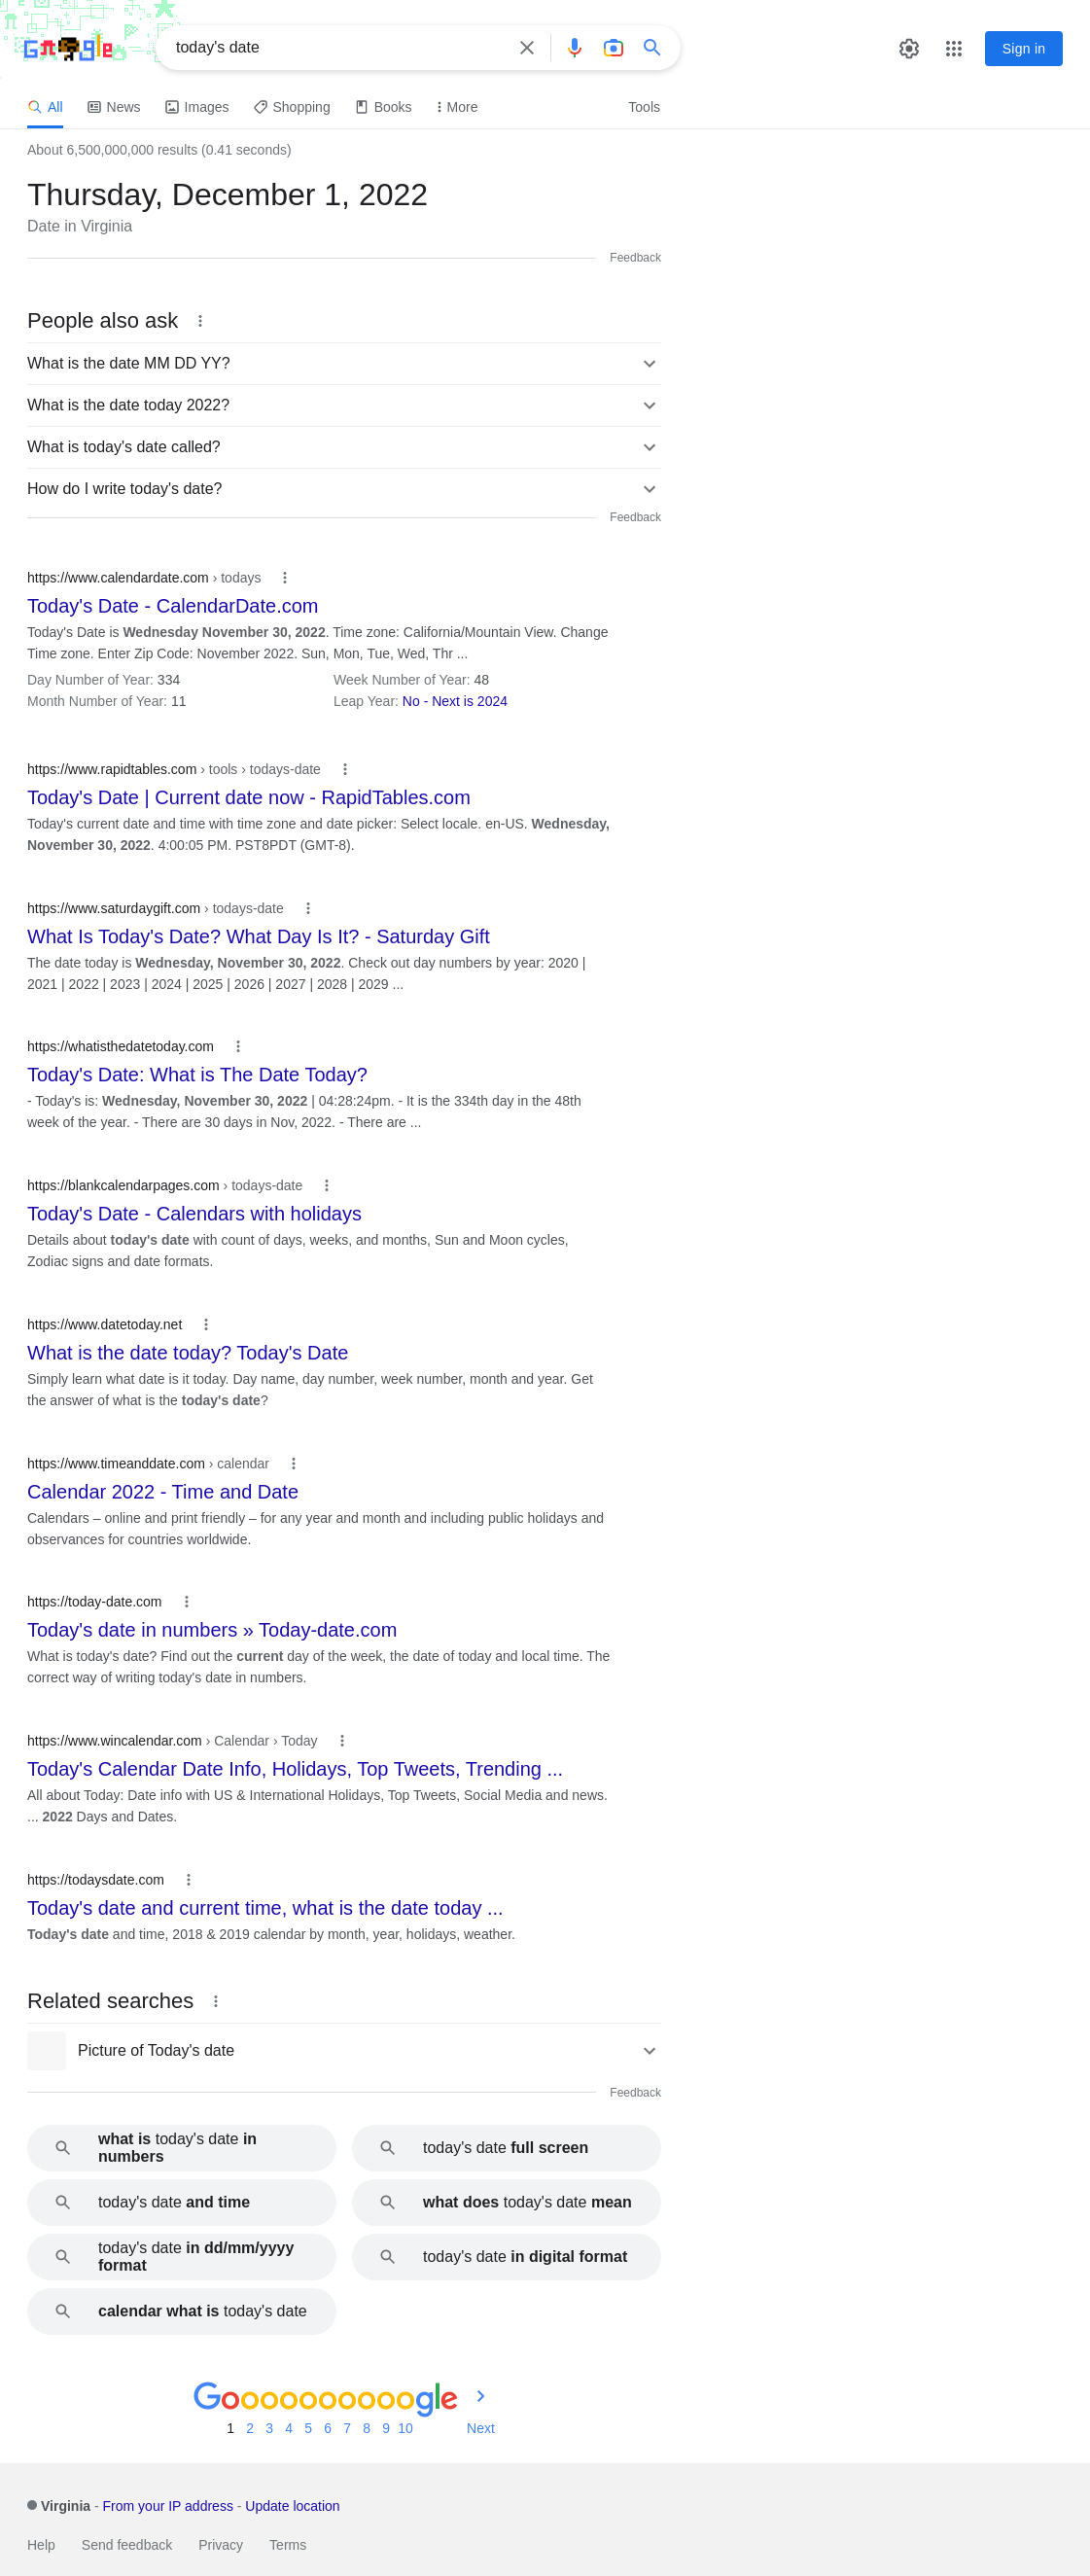 Google
today's date
Sign in
All
News
Images
Shopping
Books
More
Tools
About 6,500,000,000 results (0.41 seconds)
Thursday, December 1, 2022
Date in Virginia
Feedback
People also ask
What is the date MM DD YY?
What is the date today 2022?
What is today's date called?
How do I write today's date?
Feedback
https://www.calendardate.com › todays
Today's Date - CalendarDate.com
Today's Date is Wednesday November 30, 2022. Time zone: California/Mountain View. Change
Time zone. Enter Zip Code: November 2022. Sun, Mon, Tue, Wed, Thr ...
Day Number of Year: 334
Week Number of Year: 48
Month Number of Year: 11
Leap Year: No - Next is 2024
https://www.rapidtables.com › tools › todays-date
Today's Date | Current date now - RapidTables.com
Today's current date and time with time zone and date picker: Select locale. en-US. Wednesday,
November 30, 2022. 4:00:05 PM. PST8PDT (GMT-8).
https://www.saturdaygift.com › todays-date
What Is Today's Date? What Day Is It? - Saturday Gift
The date today is Wednesday, November 30, 2022. Check out day numbers by year: 2020 |
2021 | 2022 | 2023 | 2024 | 2025 | 2026 | 2027 | 2028 | 2029 ...
https://whatisthedatetoday.com
Today's Date: What is The Date Today?
- Today's is: Wednesday, November 30, 2022 | 04:28:24pm. - It is the 334th day in the 48th
week of the year. - There are 30 days in Nov, 2022. - There are ...
https://blankcalendarpages.com › todays-date
Today's Date - Calendars with holidays
Details about today's date with count of days, weeks, and months, Sun and Moon cycles,
Zodiac signs and date formats.
https://www.datetoday.net
What is the date today? Today's Date
Simply learn what date is it today. Day name, day number, week number, month and year. Get
the answer of what is the today's date?
https://www.timeanddate.com › calendar
Calendar 2022 - Time and Date
Calendars – online and print friendly – for any year and month and including public holidays and
observances for countries worldwide.
https://today-date.com
Today's date in numbers » Today-date.com
What is today's date? Find out the current day of the week, the date of today and local time. The
correct way of writing today's date in numbers.
https://www.wincalendar.com › Calendar › Today
Today's Calendar Date Info, Holidays, Top Tweets, Trending ...
All about Today: Date info with US & International Holidays, Top Tweets, Social Media and news.
... 2022 Days and Dates.
https://todaysdate.com
Today's date and current time, what is the date today ...
Today's date and time, 2018 & 2019 calendar by month, year, holidays, weather.
Related searches
Picture of Today's date
Feedback
what is today's date in
numbers
today's date full screen
today's date and time
what does today's date mean
today's date in dd/mm/yyyy
format
today's date in digital format
calendar what is today's date
Goooooooooogle
1 2 3 4 5 6 7 8 9 10 Next
Virginia - From your IP address - Update location
Help Send feedback Privacy Terms